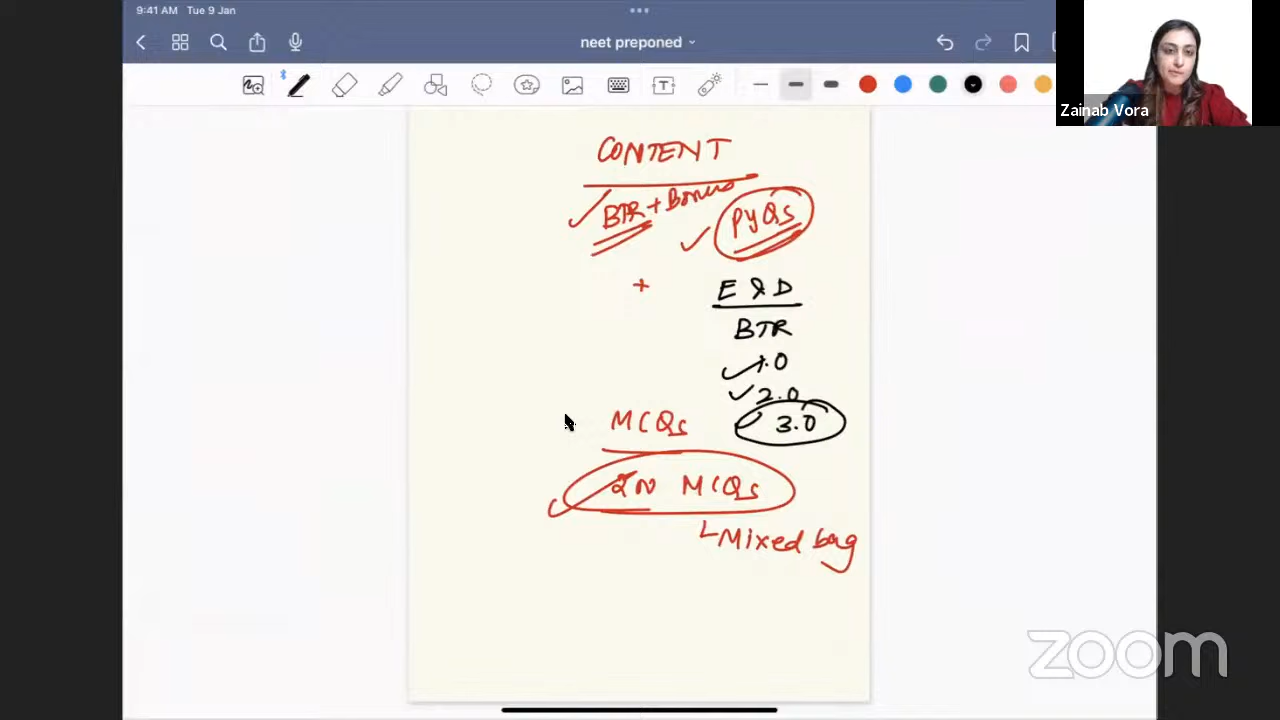 9:41 AM Tue 9 Jan
neet preponed
Zainab Vora
CONTENT
BTR + Bonus
PYQs
+
E & D
BTR
1.0
2.0
3.0
MCQs
MCQs
Mixed bag
zoom